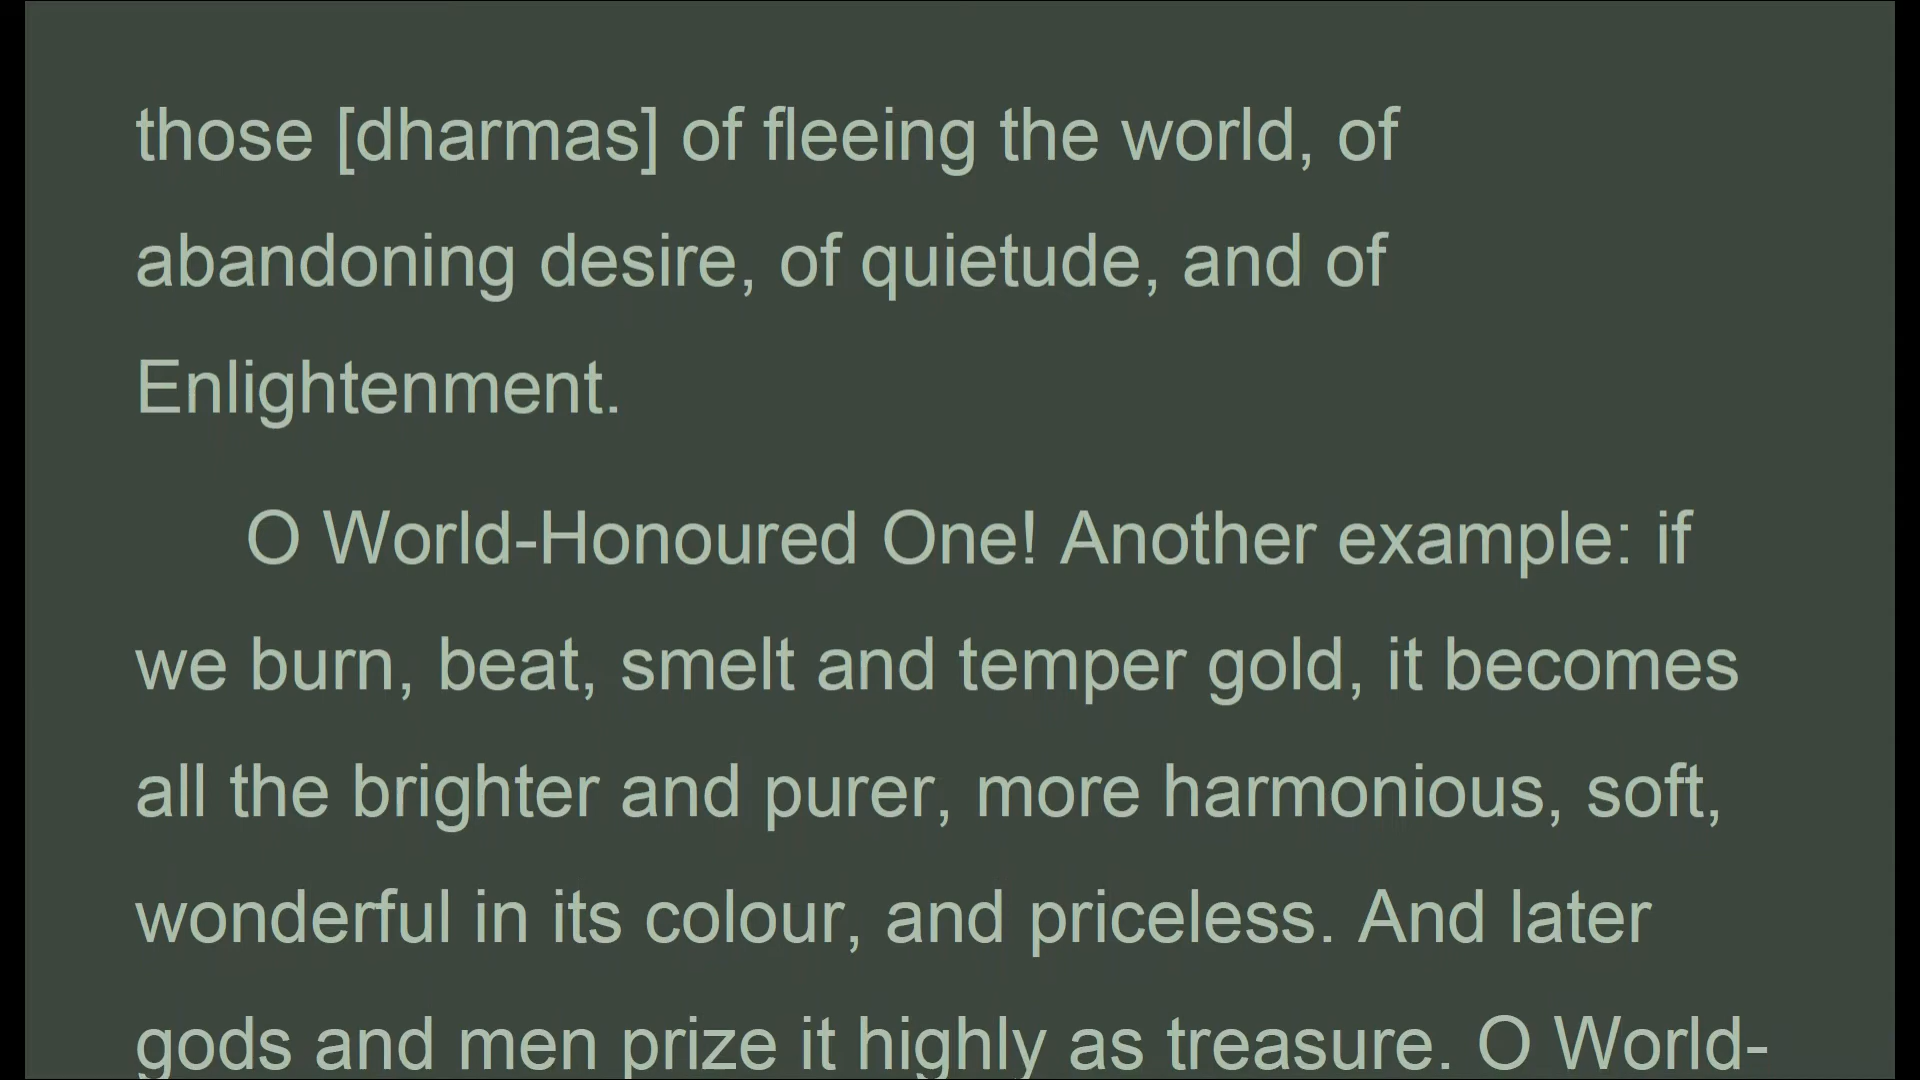 those [dharmas] of fleeing the world, of
abandoning desire, of quietude, and of
Enlightenment.
O World-Honoured One! Another example: if
we burn, beat, smelt and temper gold, it becomes
all the brighter and purer, more harmonious, soft,
wonderful in its colour, and priceless. And later
gods and men prize it highly as treasure. O World-